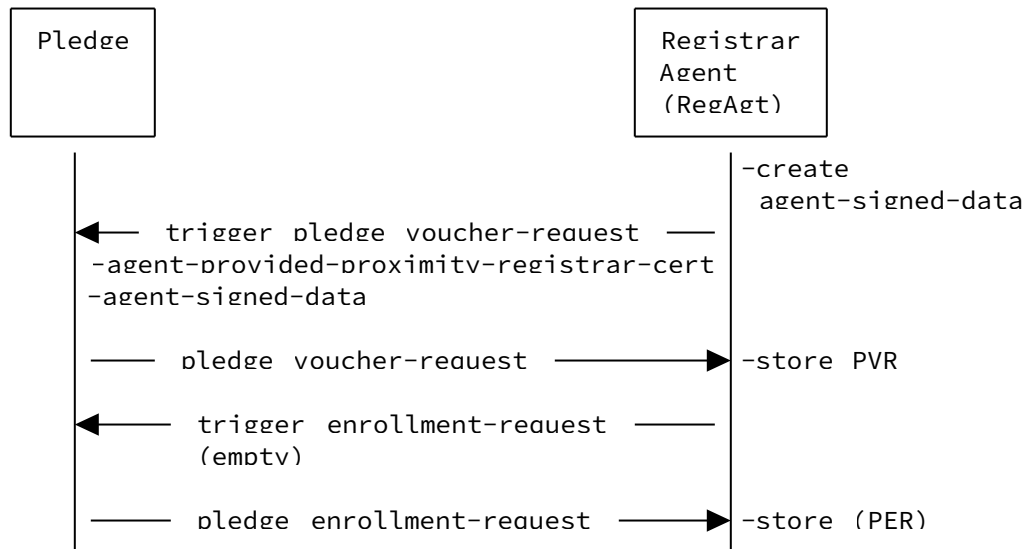 Pledge
Registrar
Agent
(RegAgt)
-create
agent-signed-data
trigger pledge voucher-request
-agent-provided-proximity-registrar-cert
-agent-signed-data
pledge voucher-request
-store PVR
trigger enrollment-request
(empty)
pledge enrollment-request
-store (PER)